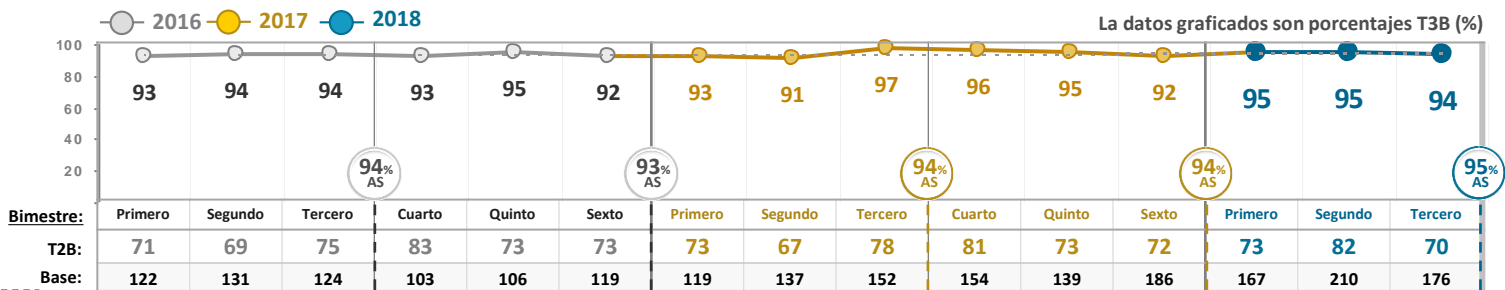 2016 2017 2018 La datos graficados son porcentajes T3B (%)
100
80
60
40
20
93 94 94 93 95 92 93 91 97 96 95 92 95 95 94
94% AS 93% AS 94% AS 94% AS 95% AS
Bimestre: Primero Segundo Tercero Cuarto Quinto Sexto Primero Segundo Tercero Cuarto Quinto Sexto Primero Segundo Tercero
T2B: 71 69 75 83 73 73 73 67 78 81 73 72 73 82 70
Base: 122 131 124 103 106 119 119 137 152 154 139 186 167 210 176